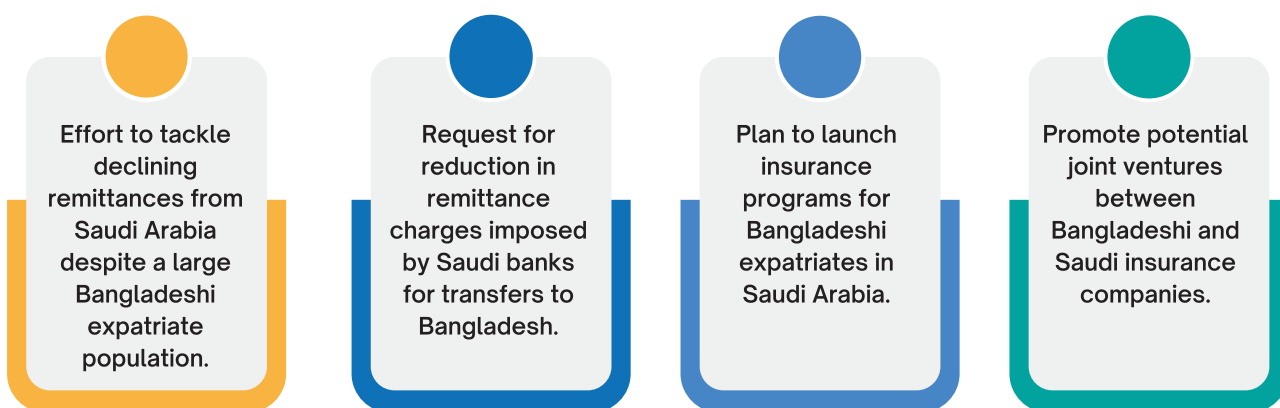 Effort to tackle
declining
remittances from
Saudi Arabia
despite a large
Bangladeshi
expatriate
population.
Request for
reduction in
remittance
charges imposed
by Saudi banks
for transfers to
Bangladesh.
Plan to launch
insurance
programs for
Bangladeshi
expatriates in
Saudi Arabia.
Promote potential
joint ventures
between
Bangladeshi and
Saudi insurance
companies.